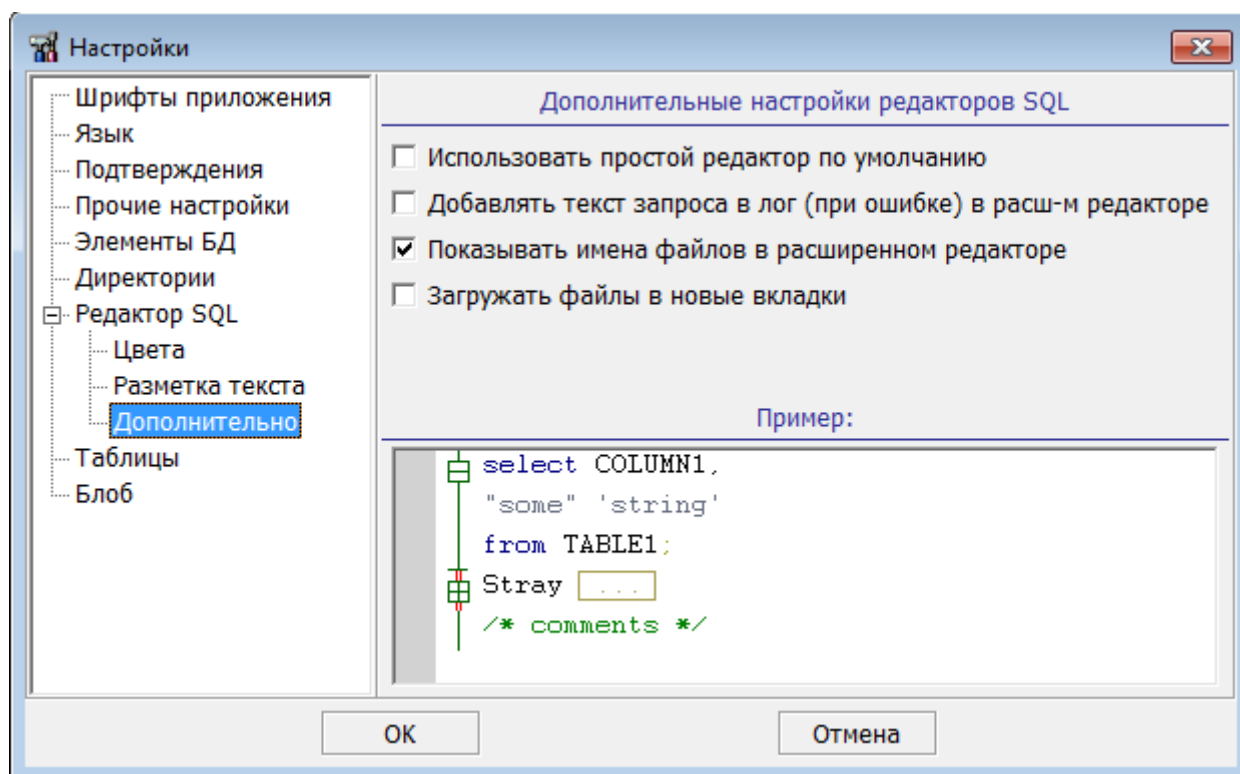 Настройки
Шрифты приложения
Язык
Подтверждения
Прочие настройки
Элементы БД
Директории
Редактор SQL
Цвета
Разметка текста
Дополнительно
Таблицы
Блоб
Дополнительные настройки редакторов SQL
Использовать простой редактор по умолчанию
Добавлять текст запроса в лог (при ошибке) в расш-м редакторе
Показывать имена файлов в расширенном редакторе
Загружать файлы в новые вкладки
Пример:
select COLUMN1,
"some" 'string'
from TABLE1;
Stray ...
/* comments */
OK
Отмена